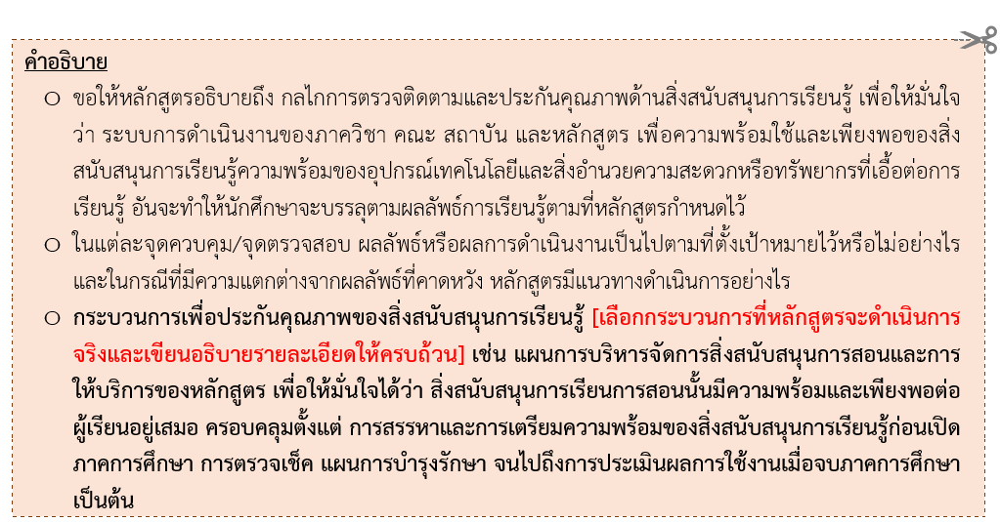 คำอธิบาย
O ขอให้หลักสูตรอธิบายถึง กลไกการตรวจติดตามและประกันคุณภาพด้านสิ่งสนับสนุนการเรียนรู้ เพื่อให้มั่นใจ
ว่า ระบบการดำเนินงานของภาควิชา คณะ สถาบัน และหลักสูตร เพื่อความพร้อมใช้และเพียงพอของสิ่ง
สนับสนุนการเรียนรู้ความพร้อมของอุปกรณ์เทคโนโลยีและสิ่งอำนวยความสะดวกหรือทรัพยากรที่เอื้อต่อการ
เรียนรู้ อันจะทำให้นักศึกษาจะบรรลุตามผลลัพธ์การเรียนรู้ตามที่หลักสูตรกำหนดไว้
O ในแต่ละจุดควบคุม/จุดตรวจสอบ ผลลัพธ์หรือผลการดำเนินงานเป็นไปตามที่ตั้งเป้าหมายไว้หรือไม่อย่างไร
และในกรณีที่มีความแตกต่างจากผลลัพธ์ที่คาดหวัง หลักสูตรมีแนวทางดำเนินการอย่างไร
O กระบวนการเพื่อประกันคุณภาพของสิ่งสนับสนุนการเรียนรู้ [เลือกกระบวนการที่หลักสูตรจะดำเนินการ
จริงและเขียนอธิบายรายละเอียดให้ครบถ้วน] เช่น แผนการบริหารจัดการสิ่งสนับสนุนการสอนและการ
ให้บริการของหลักสูตร เพื่อให้มั่นใจได้ว่า สิ่งสนับสนุนการเรียนการสอนนั้นมีความพร้อมและเพียงพอต่อ
ผู้เรียนอยู่เสมอ ครอบคลุมตั้งแต่ การสรรหาและการเตรียมความพร้อมของสิ่งสนับสนุนการเรียนรู้ก่อนเปิด
ภาคการศึกษา การตรวจเช็ค แผนการบำรุงรักษา จนไปถึงการประเมินผลการใช้งานเมื่อจบภาคการศึกษา
เป็นต้น